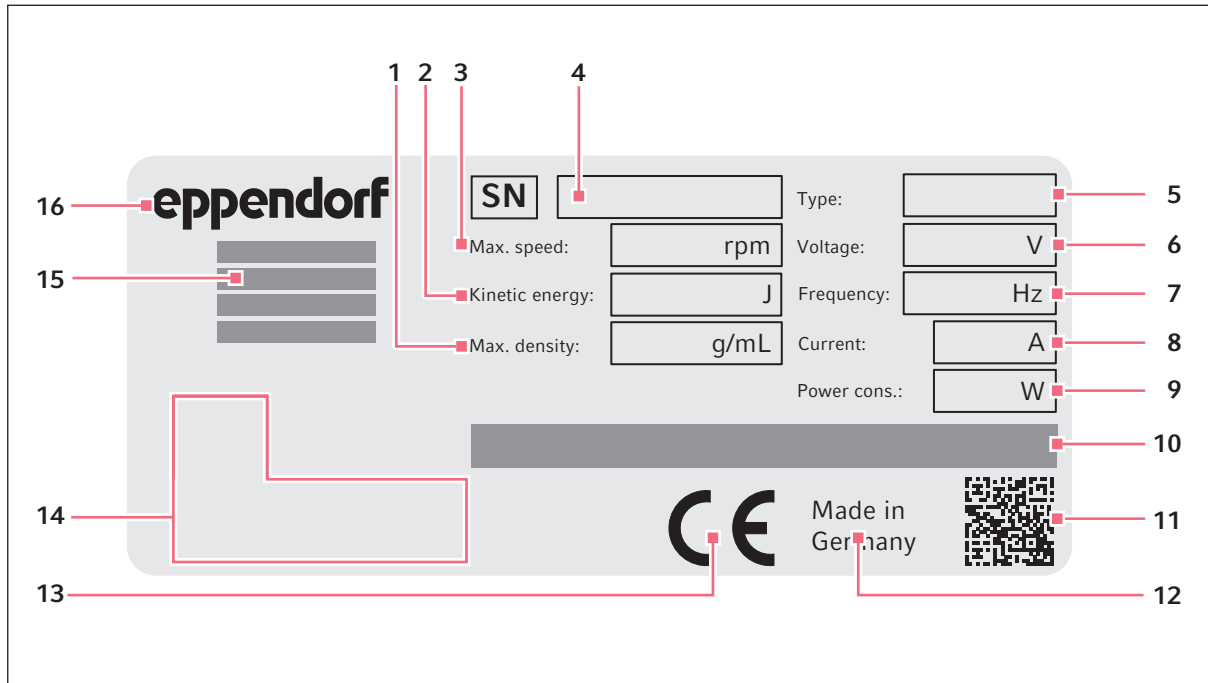 1 2 3 4
16 eppendorf SN Type: 5
Max. speed: rpm Voltage: V 6
15 Kinetic energy: J Frequency: Hz 7
Max. density: g/mL Current: A 8
Power cons.: W 9
10
14 CE Made in 11
Germany
13 12